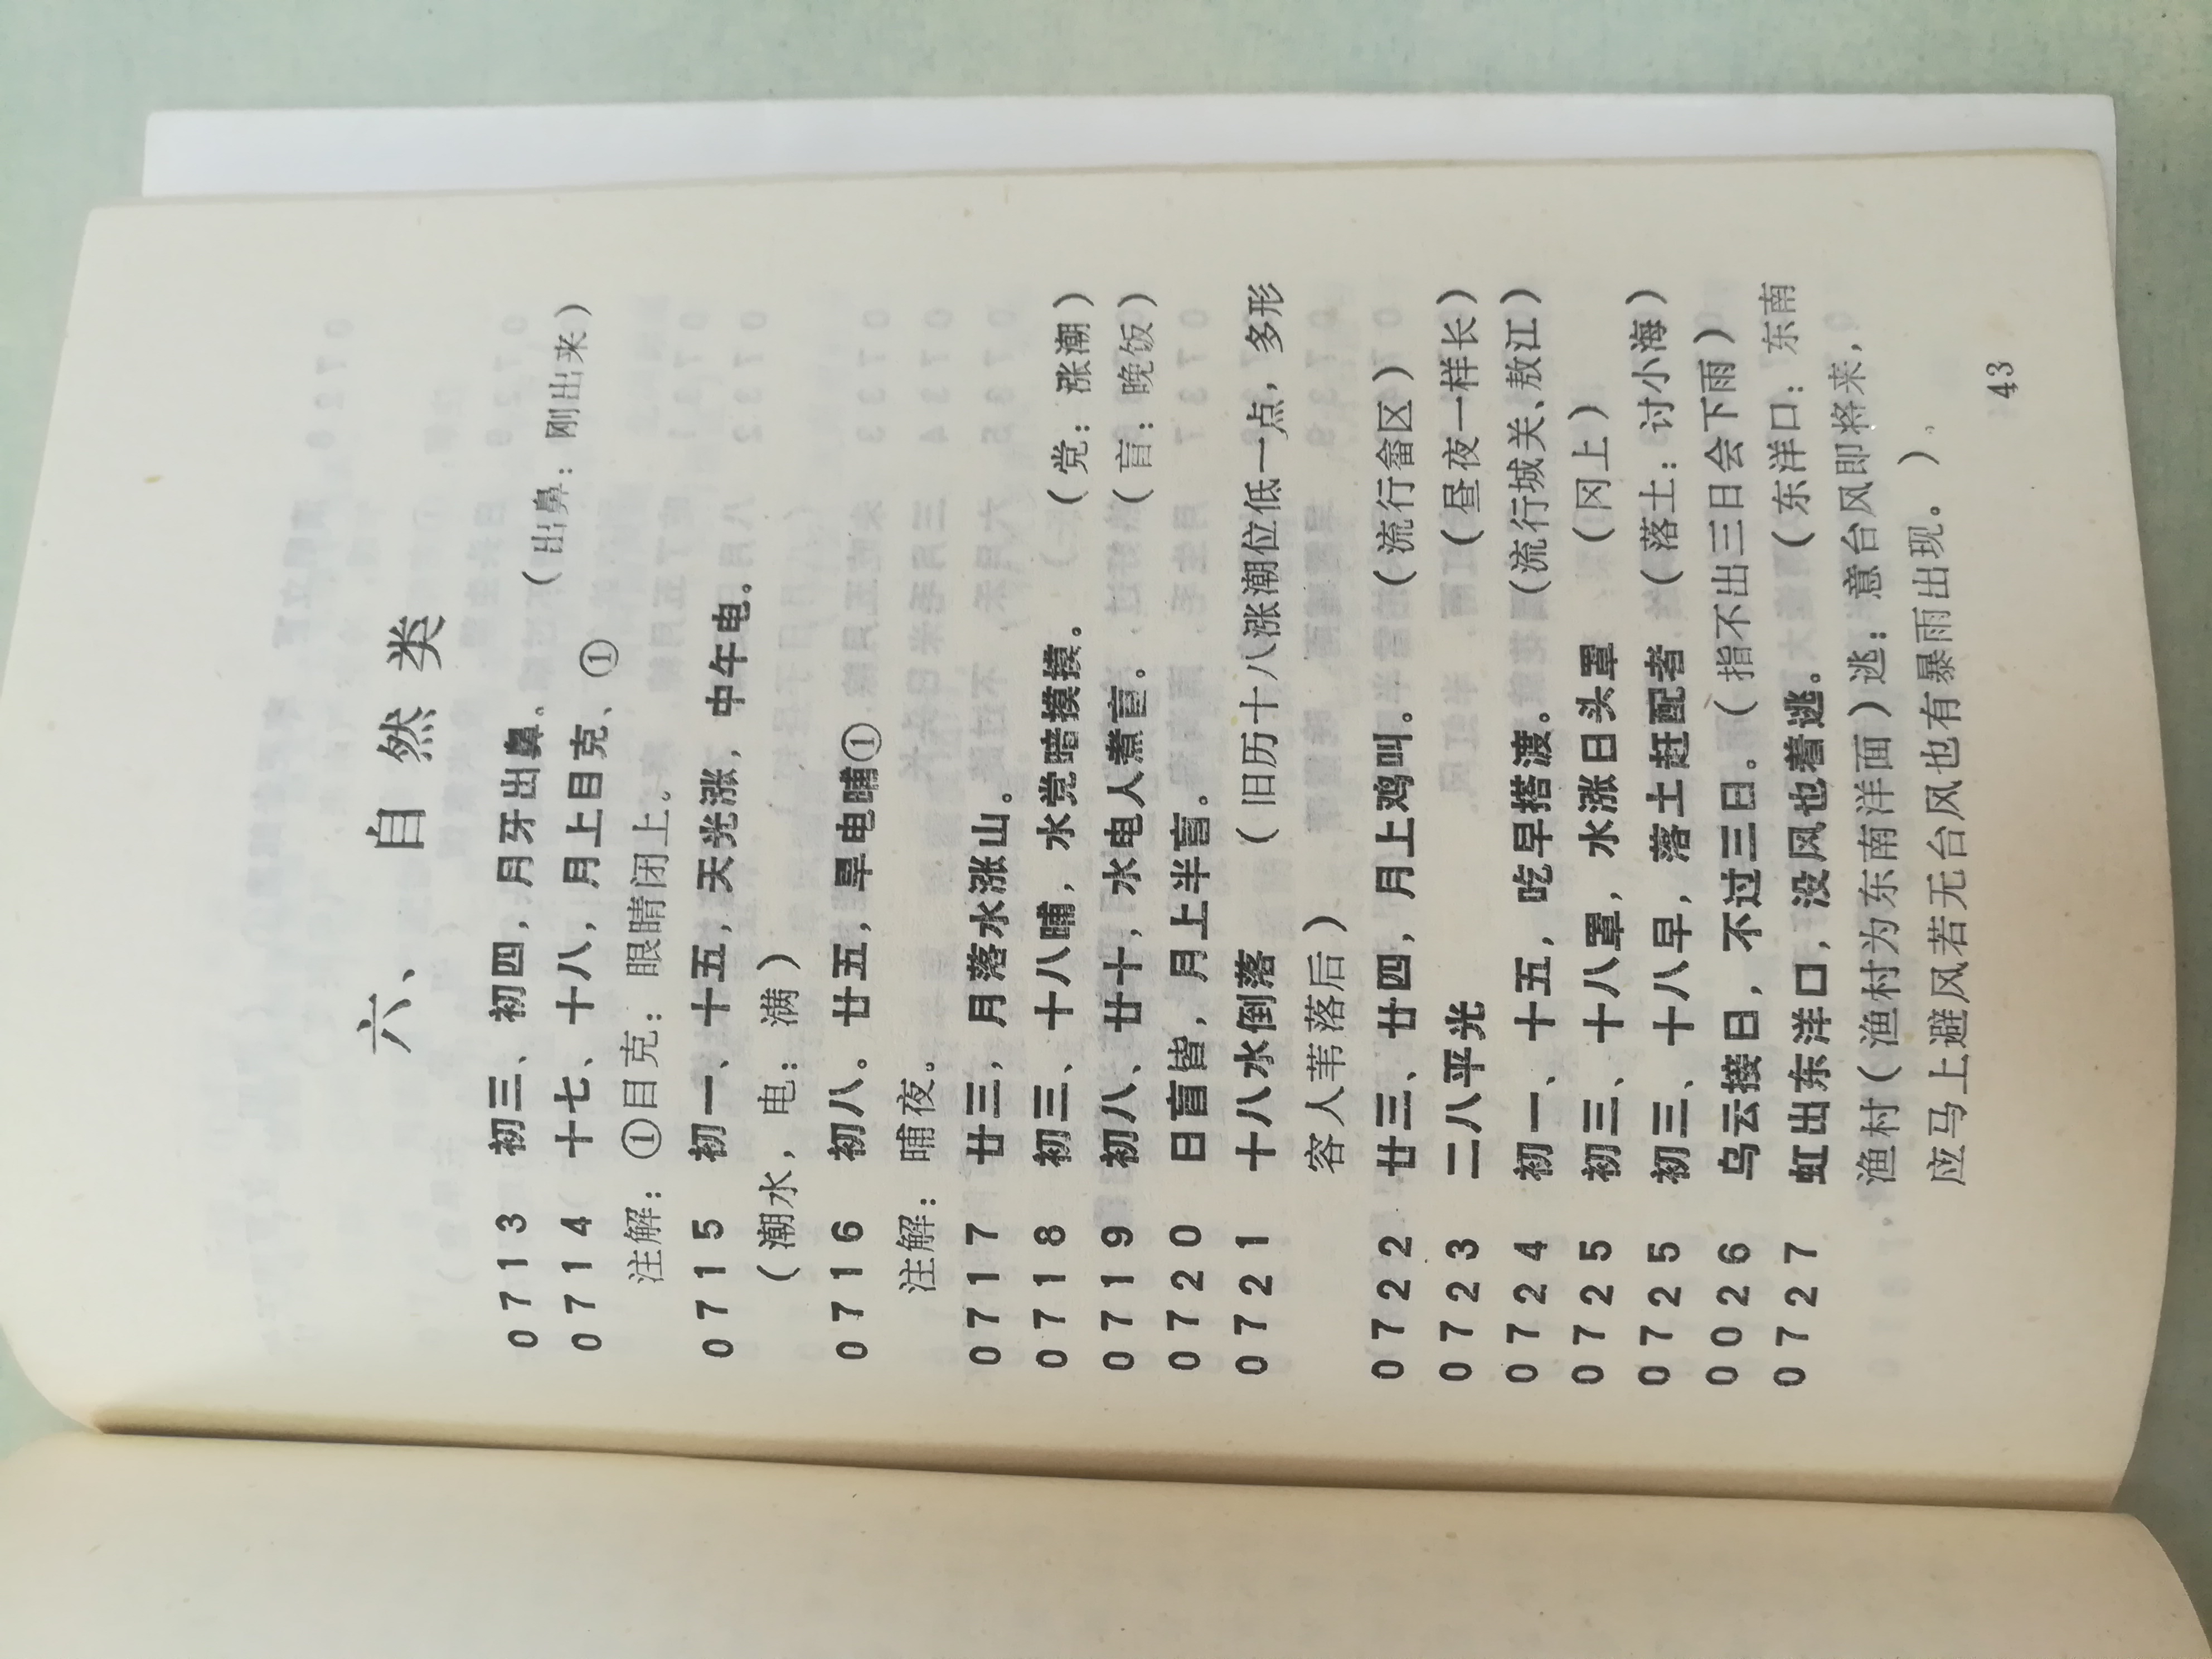 六、 自然类
0713 初三、初四，月牙出鼻。 （出鼻：刚出来）
0714 十七、十八，月上目克、①
注解：①目克：眼睛闭上。
0715 初一、十五，天光涨，中午电。
（潮水，电：满）
0716 初八。廿五，旱电晡①
注解：晡夜。
0717 廿三，月落水涨山。
0718 初三、十八晡，水党暗摸摸。 （党：涨潮）
0719 初八、廿十，水电人煮盲。 （盲：晚饭）
0720 日盲皆，月上半盲。
0721 十八水倒落 （旧历十八涨潮位低一点，多形
容人苇落后）
0722 廿三、廿四，月上鸡叫。 （流行畲区）
0723 二八平光 （昼夜一样长）
0724 初一、十五，吃早搭渡。 （流行城关、敖江）
0725 初三、十八罩，水涨日头罩 （冈上）
0725 初三、十八早，落土赶配者 （落土：讨小海）
0026 乌云接日，不过三日。（指不出三日会下雨）
0727 虹出东洋口，没风也着逃。 （东洋口：东南
渔村（渔村为东南洋面）逃：意台风即将来，
应马上避风若无台风也有暴雨出现。）。
43